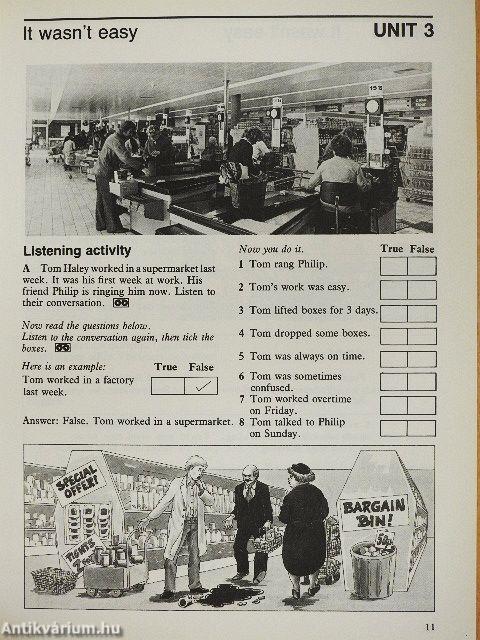 It wasn't easy
UNIT 3
15
Listening activity
A Tom Haley worked in a supermarket last
week. It was his first week at work. His
friend Philip is ringing him now. Listen to
their conversation.
Now read the questions below.
Listen to the conversation again, then tick the
boxes.
Here is an example:
True False
Tom worked in a factory
last week.
Answer: False. Tom worked in a supermarket.
Now you do it.
True False
1 Tom rang Philip.
2 Tom's work was easy.
3 Tom lifted boxes for 3 days.
4 Tom dropped some boxes.
5 Tom was always on time.
6 Tom was sometimes
confused.
7 Tom worked overtime
on Friday.
8 Tom talked to Philip
on Sunday.
SPECIAL
OFFER!
BARGAIN
BIN!
50p
11
Antikvárium.hu